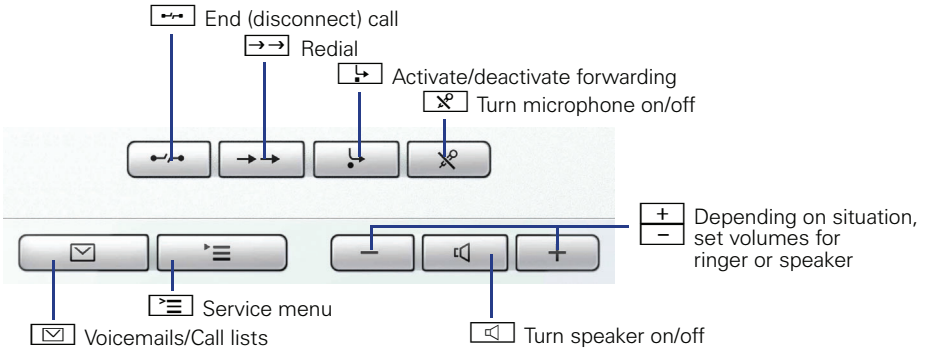 End (disconnect) call
→→ Redial
Activate/deactivate forwarding
Turn microphone on/off
→→
+ Depending on situation,
− set volumes for
ringer or speaker
− +
Service menu
Voicemails/Call lists
Turn speaker on/off